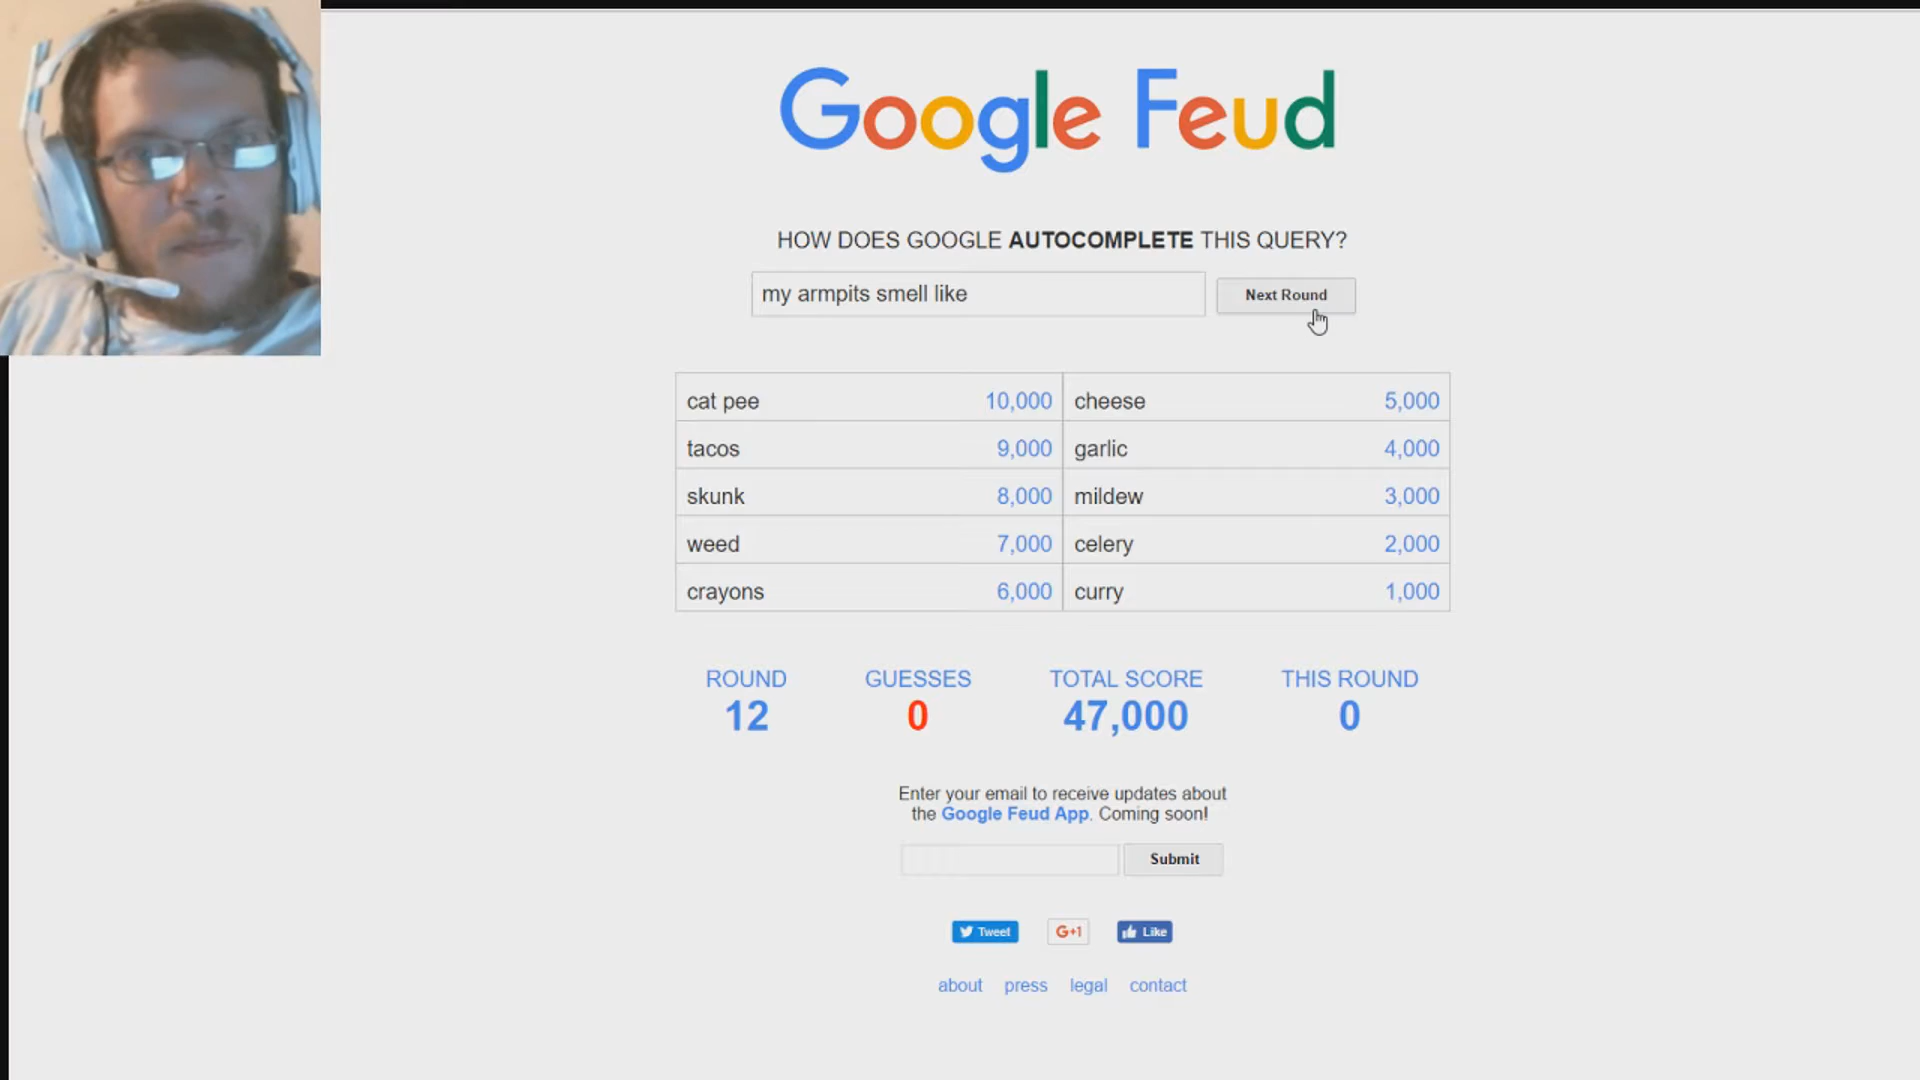 Google Feud
HOW DOES GOOGLE AUTOCOMPLETE THIS QUERY?
my armpits smell like
Next Round
cat pee 10,000 cheese 5,000
tacos 9,000 garlic 4,000
skunk 8,000 mildew 3,000
weed 7,000 celery 2,000
crayons 6,000 curry 1,000
ROUND GUESSES TOTAL SCORE THIS ROUND
12 0 47,000 0
Enter your email to receive updates about
the Google Feud App. Coming soon!
Submit
Tweet G+1 Like
about press legal contact